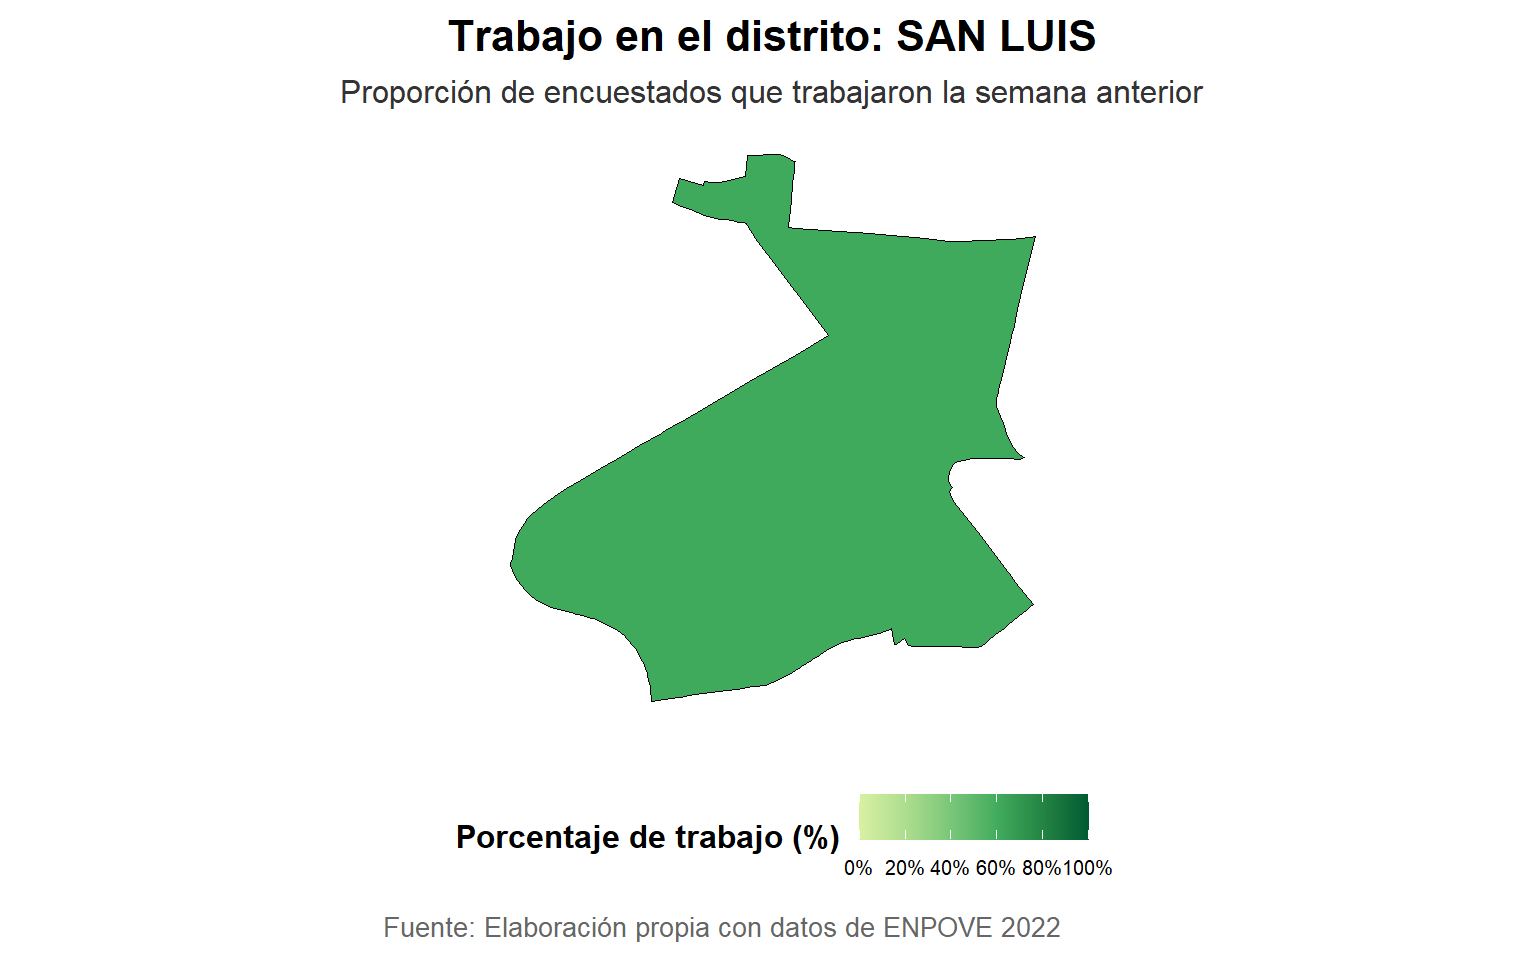 Trabajo en el distrito: SAN LUIS
Proporción de encuestados que trabajaron la semana anterior
Porcentaje de trabajo (%)
0% 20% 40% 60% 80% 100%
Fuente: Elaboración propia con datos de ENPOVE 2022